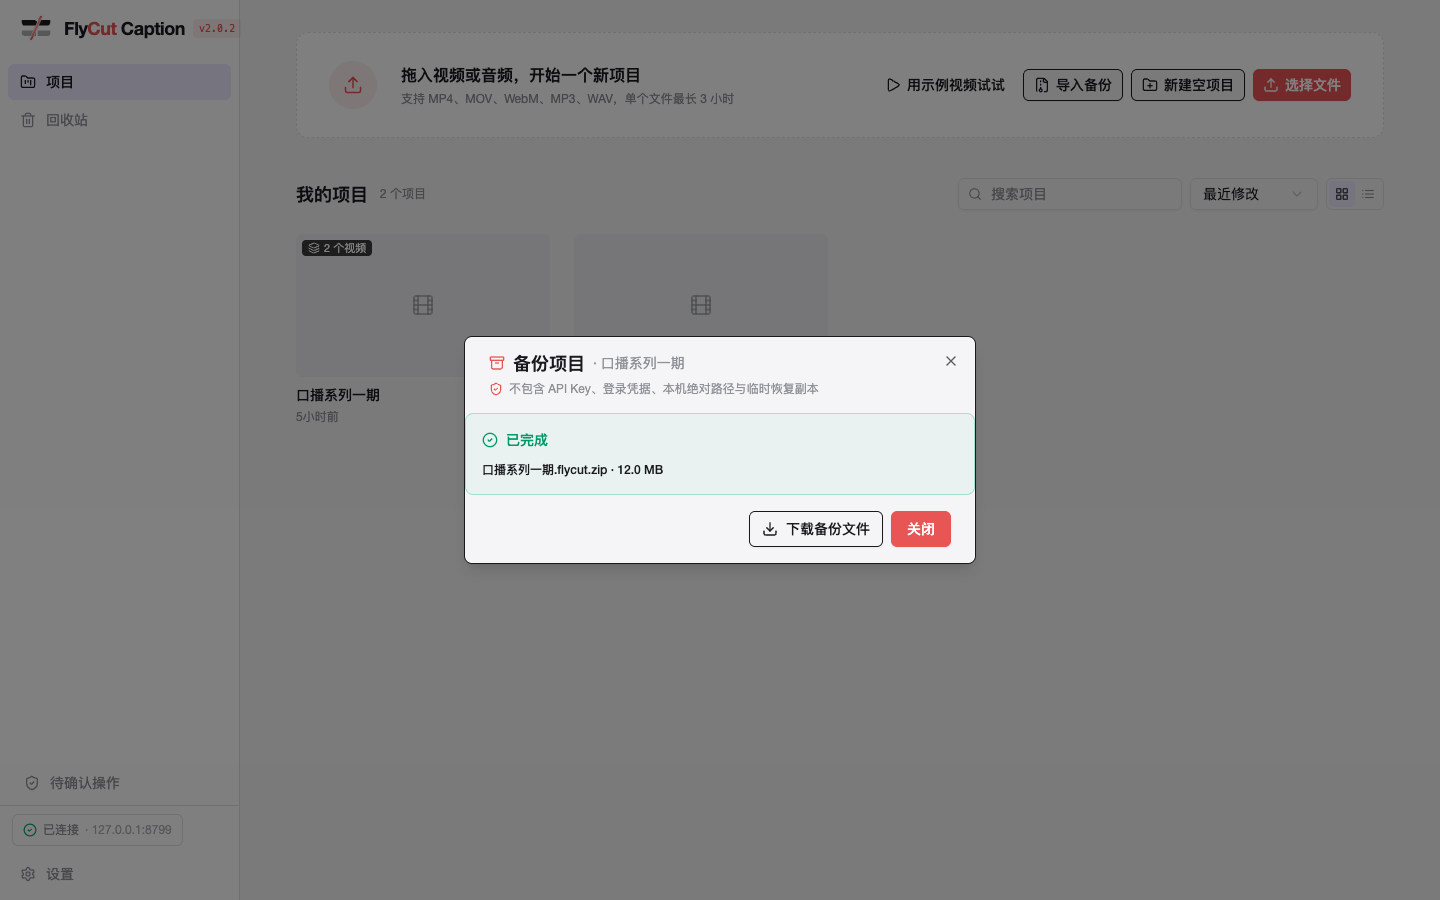 FlyCut Caption v2.0.2
项目
回收站
拖入视频或音频，开始一个新项目
支持 MP4、MOV、WebM、MP3、WAV，单个文件最长 3 小时
用示例视频试试
导入备份
新建空项目
选择文件
我的项目 2 个项目
搜索项目
最近修改
2 个视频
口播系列一期
5小时前
备份项目 · 口播系列一期
不包含 API Key、登录凭据、本机绝对路径与临时恢复副本
已完成
口播系列一期.flycut.zip · 12.0 MB
下载备份文件
关闭
待确认操作
已连接 · 127.0.0.1:8799
设置